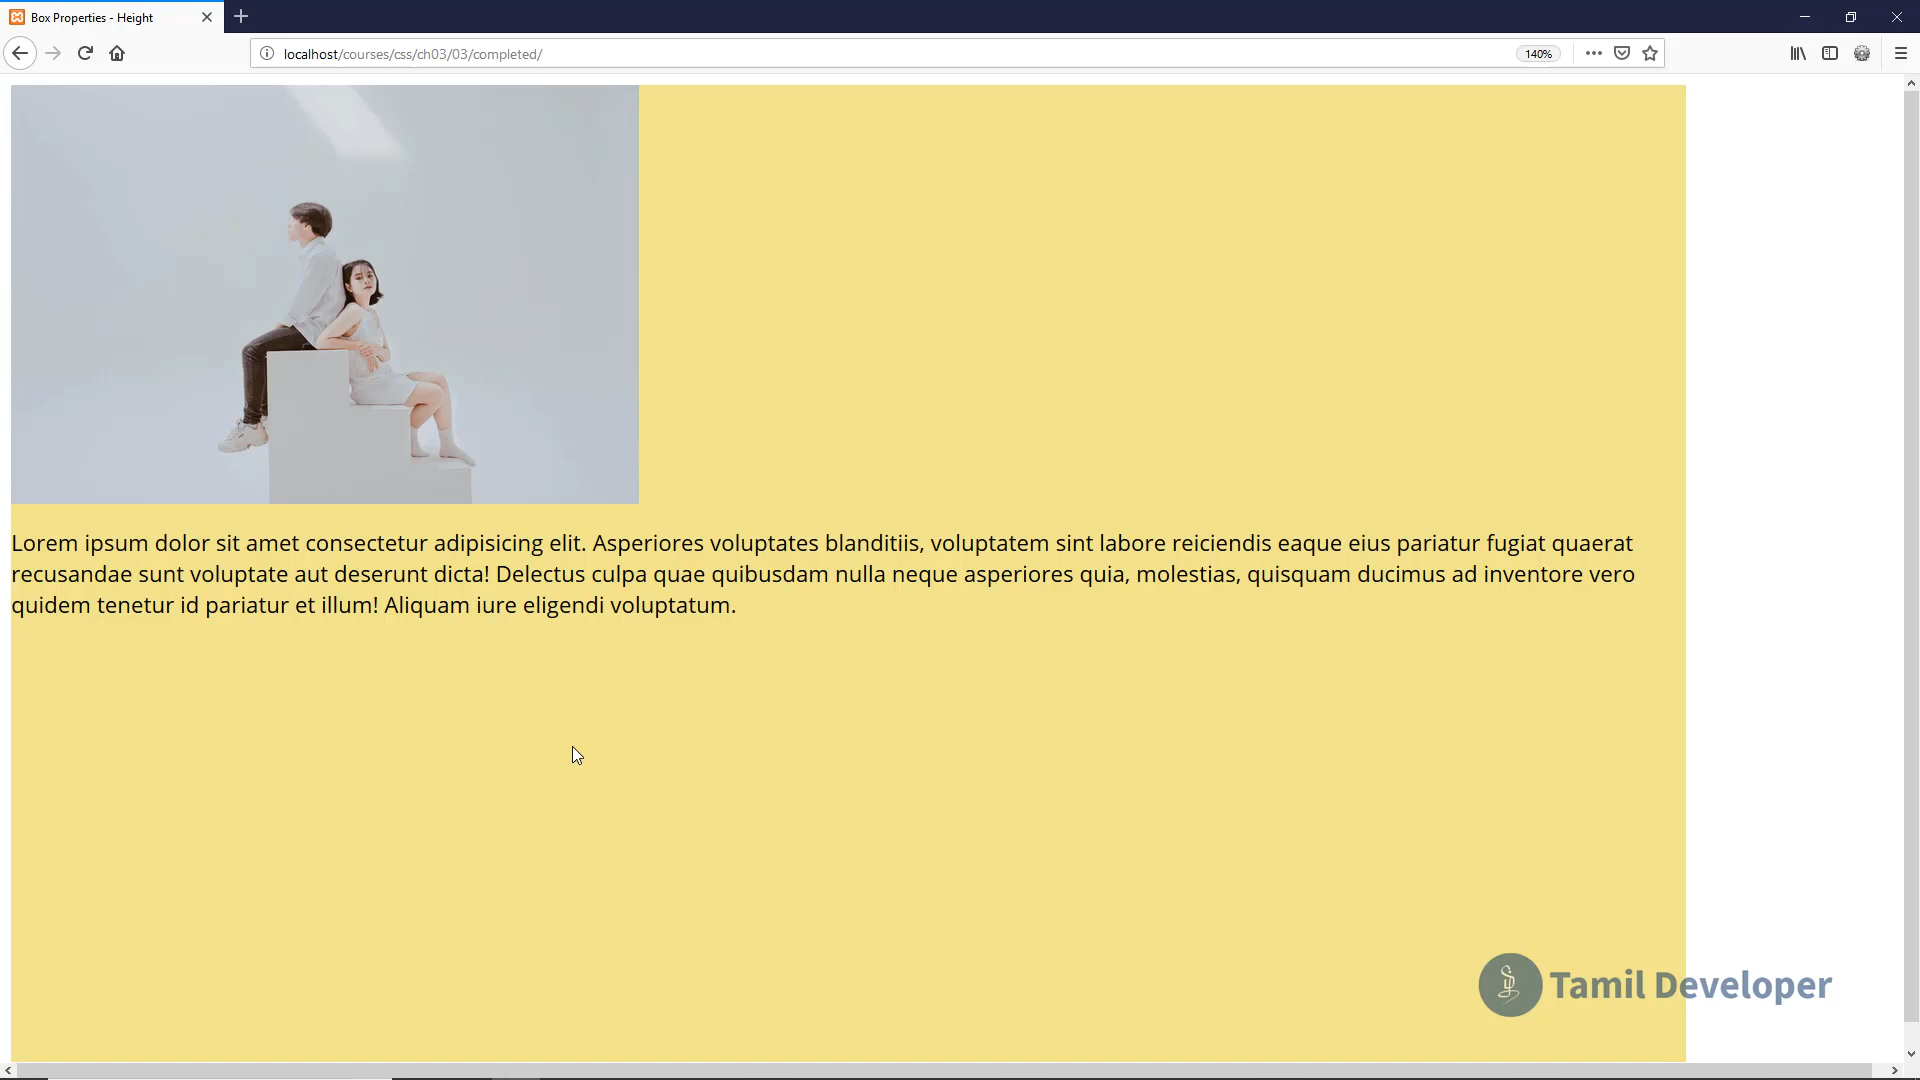 Box Properties - Height
localhost/courses/css/ch03/03/completed/
140%
Lorem ipsum dolor sit amet consectetur adipisicing elit. Asperiores voluptates blanditiis, voluptatem sint labore reiciendis eaque eius pariatur fugiat quaerat
recusandae sunt voluptate aut deserunt dicta! Delectus culpa quae quibusdam nulla neque asperiores quia, molestias, quisquam ducimus ad inventore vero
quidem tenetur id pariatur et illum! Aliquam iure eligendi voluptatum.
Tamil Developer